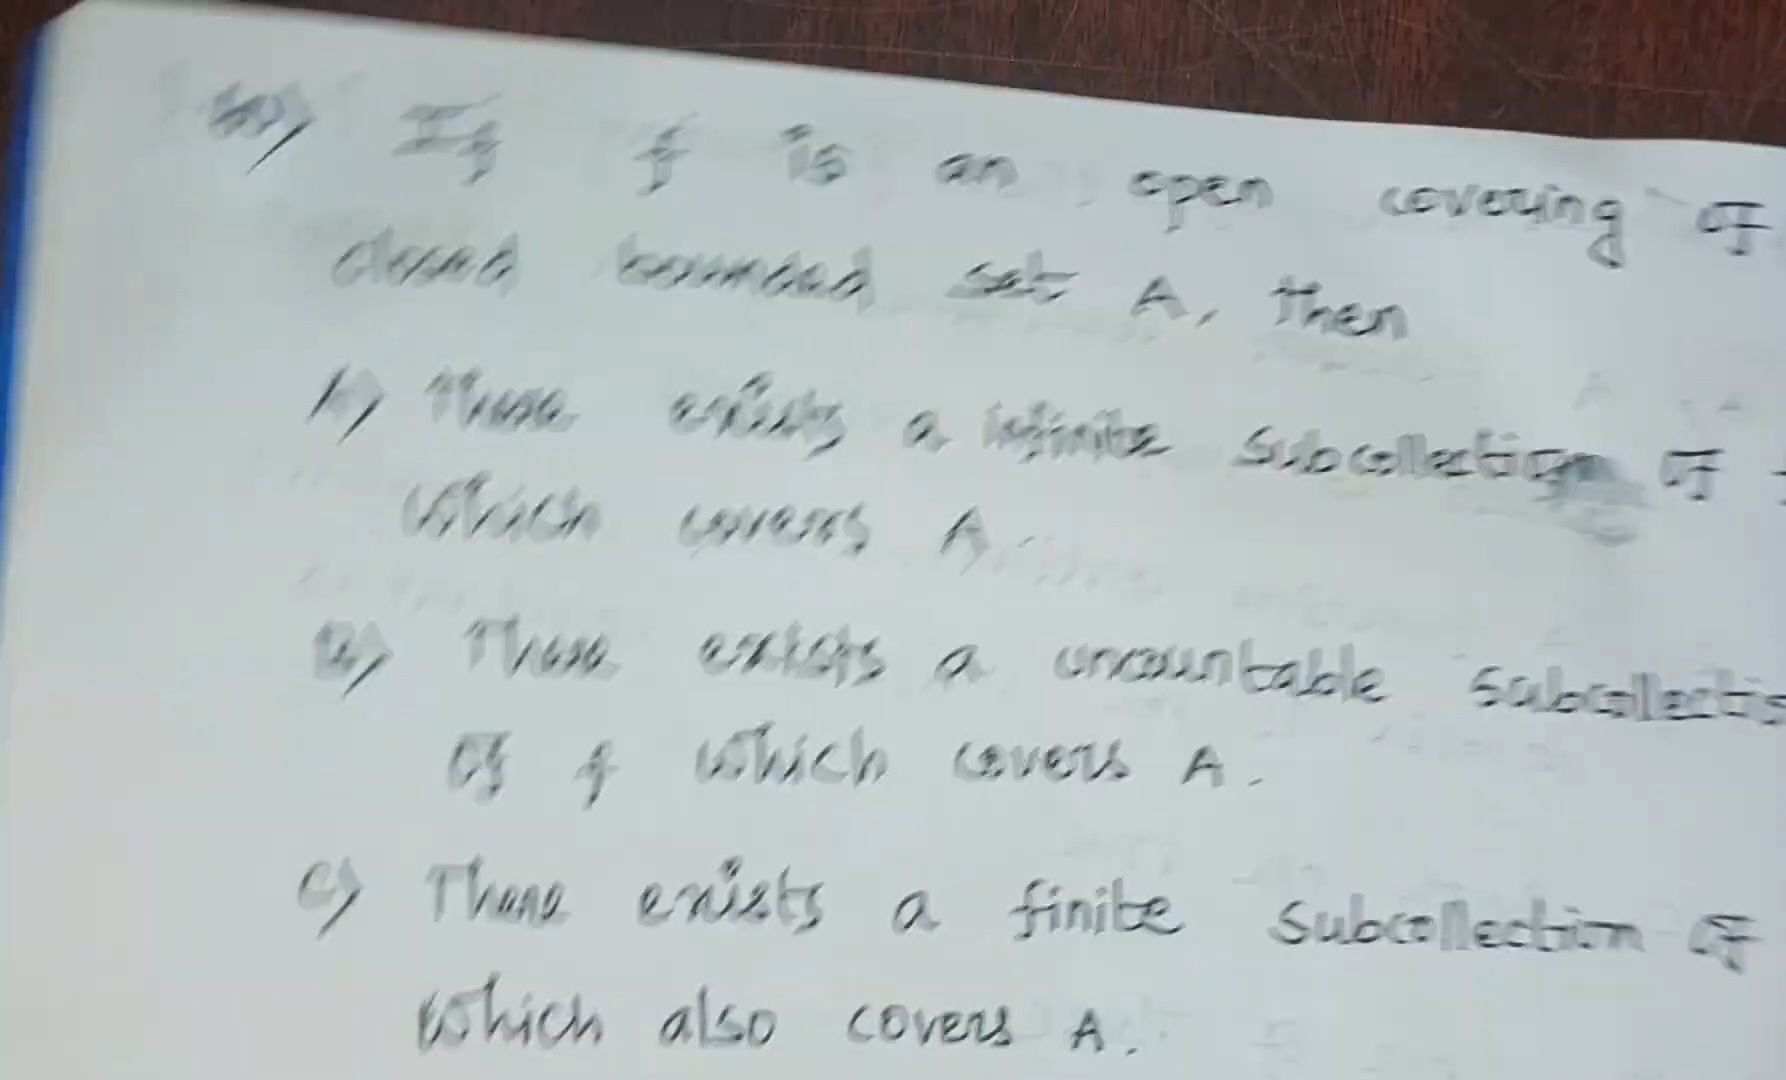 If f is an open covering of
closed bounded set A, then
A) There exists a infinite subcollection of
which covers A.
B) There exists a uncountable subcollectio
of f which covers A.
C) There exists a finite subcollection of
which also covers A.